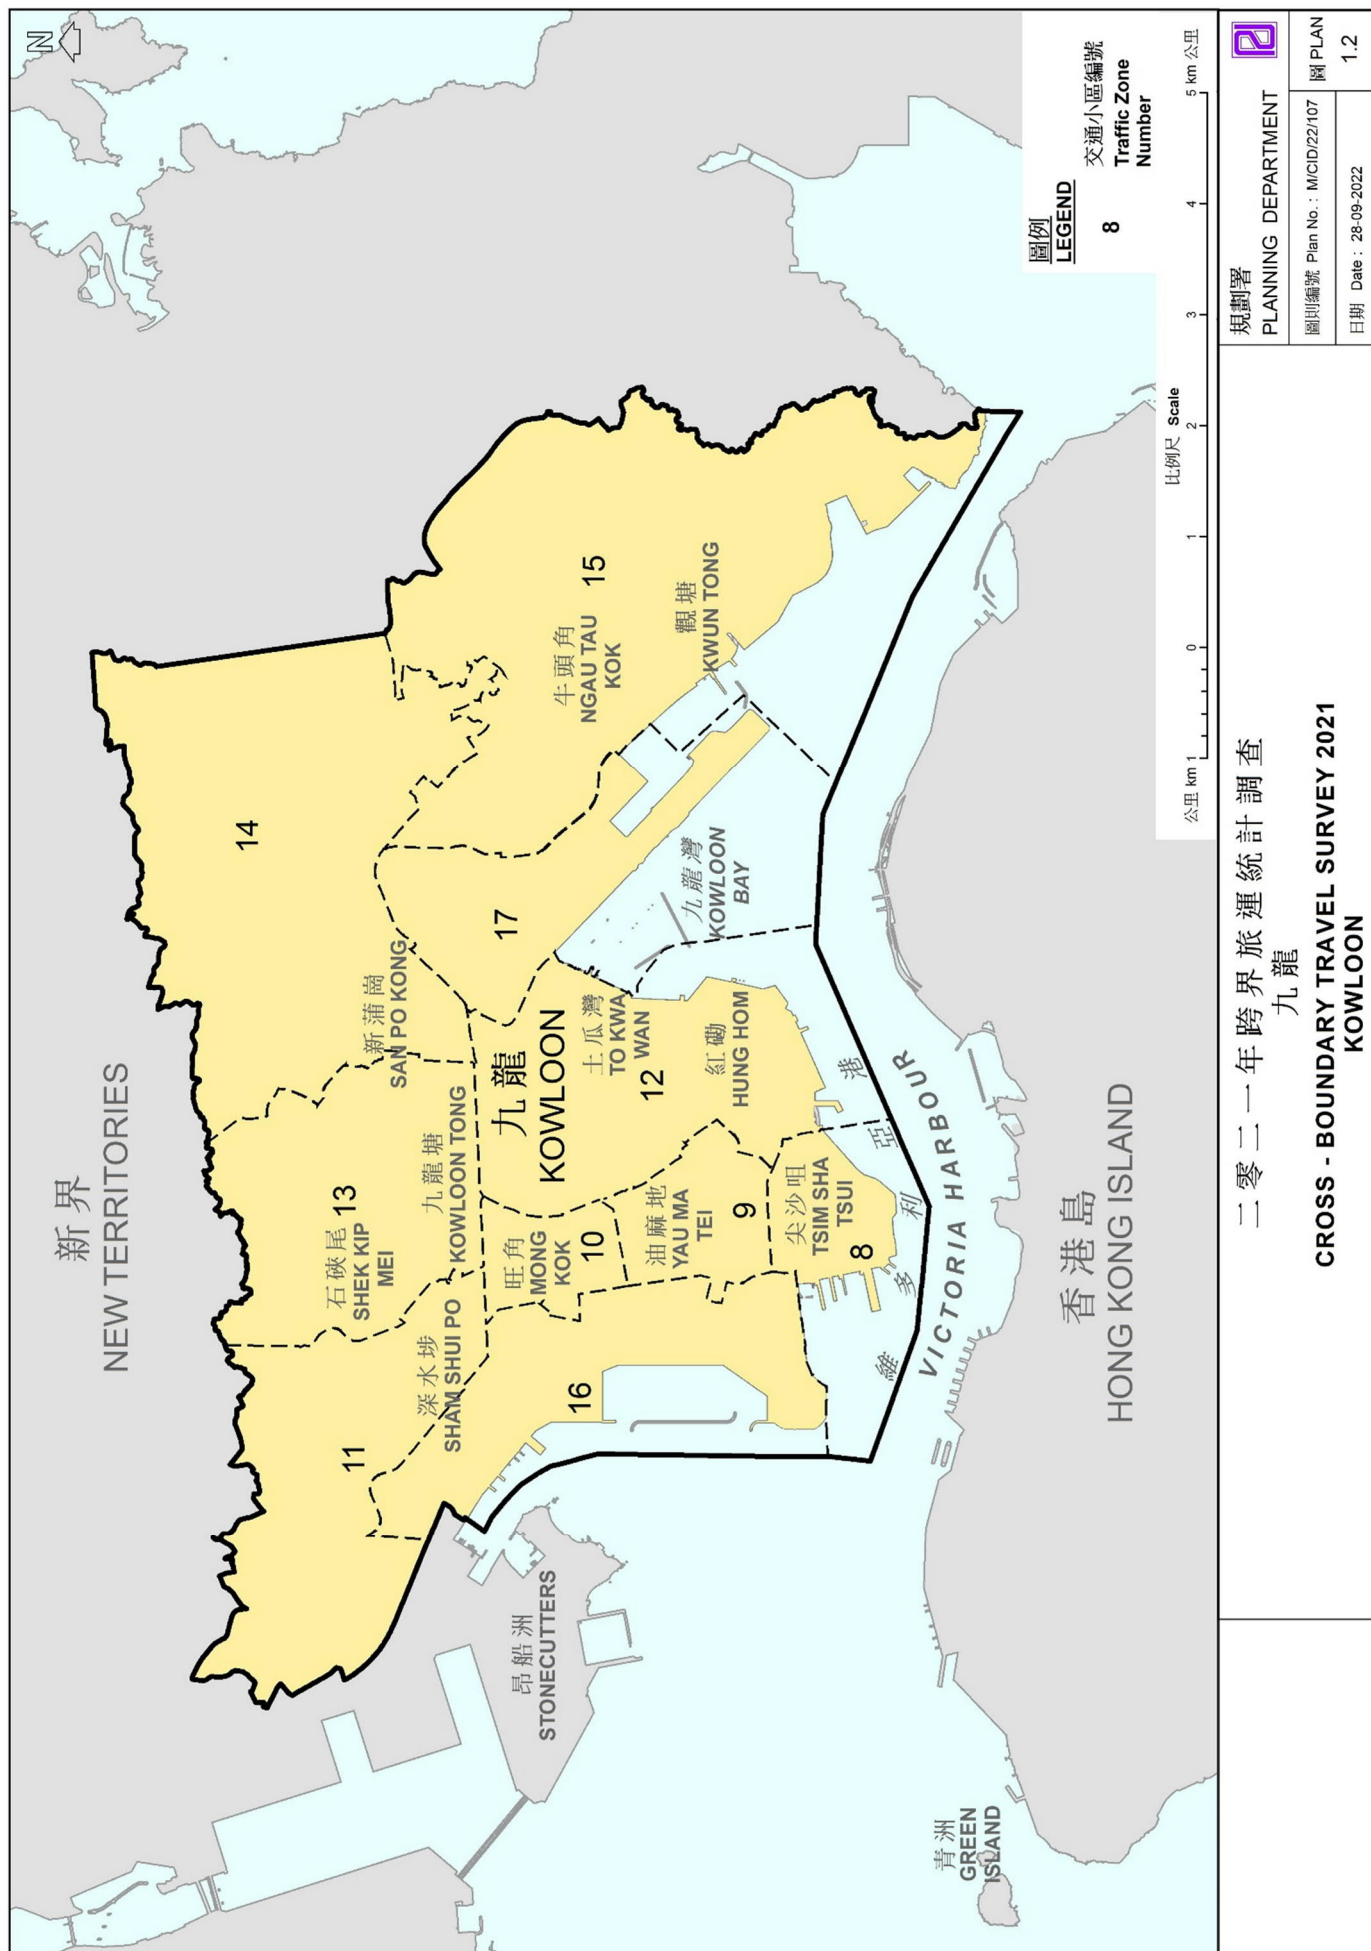 N
新界
NEW TERRITORIES
14
石硤尾
SHEK KIP
MEI
13
11
新蒲崗
SAN PO KONG
九龍塘
KOWLOON TONG
深水埗
SHAM SHUI PO
17
九龍
KOWLOON
旺角
MONG
KOK
10
16
牛頭角
NGAU TAU
KOK
15
土瓜灣
TO KWA
WAN
12
觀塘
KWUN TONG
九龍灣
KOWLOON
BAY
紅磡
HUNG HOM
油麻地
YAU MA
TEI
9
尖沙咀
TSIM SHA
TSUI
8
昂船洲
STONECUTTERS
維多利亞港
VICTORIA HARBOUR
青洲
GREEN
ISLAND
香港島
HONG KONG ISLAND
圖例
LEGEND
8
交通小區編號
Traffic Zone
Number
比例尺 Scale
公里 km 1 0 1 2 3 4 5 km 公里
二零二一年跨界旅運統計調查
九龍
CROSS - BOUNDARY TRAVEL SURVEY 2021
KOWLOON
規劃署
PLANNING DEPARTMENT
圖則編號 Plan No. : M/CID/22/107
日期 Date : 28-09-2022
圖 PLAN
1.2